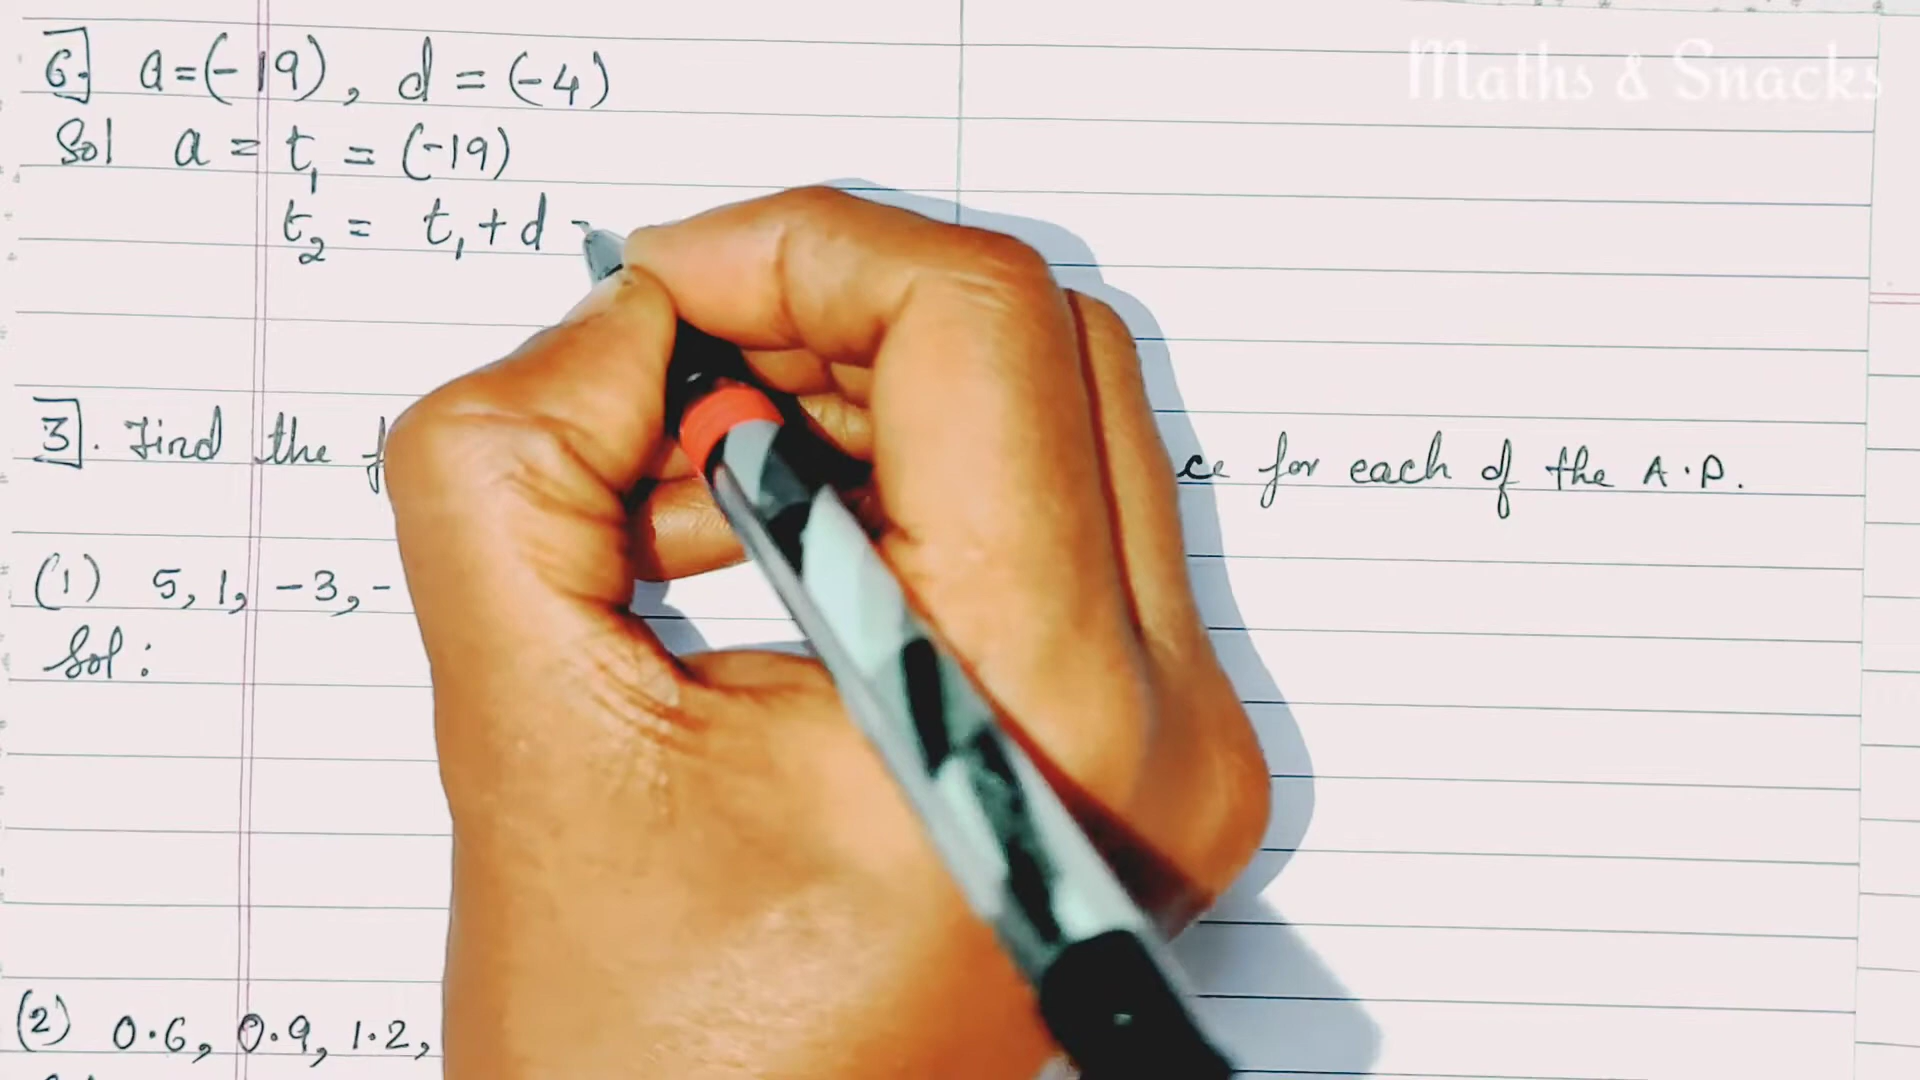 Maths & Snacks
6. a=(-19), d = (-4)
Sol a = t₁ = (-19)
t₂ = t₁+d
3. Find the
for each of the A.P.
(1) 5, 1, -3, -
Sol:
(2) 0.6, 0.9, 1.2,